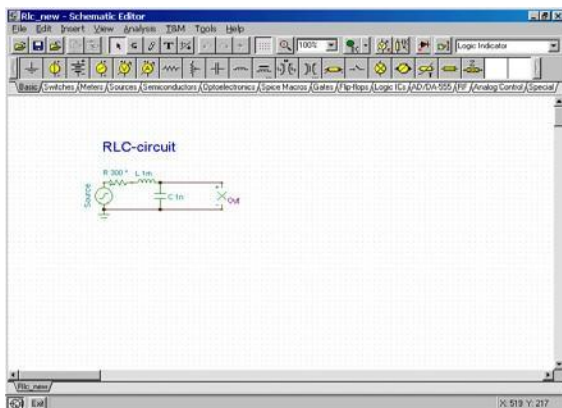 Rlc_new - Schematic Editor
File Edit Insert View Analysis T&M Tools Help
100% Logic Indicator
Basic Switches Meters Sources Semiconductors Optoelectronics Spice Macros Gates Flip-flops Logic ICs AD/DA-555 RF Analog Control Special
RLC-circuit
R 300 * L 1m
Source
C 1n
Out
Rlc_new
Exit X: 519 Y: 217